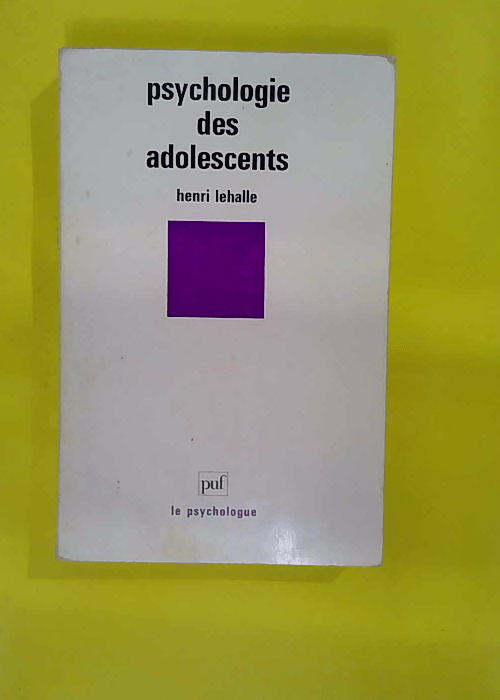 psychologie
des
adolescents
henri lehalle
puf
le psychologue